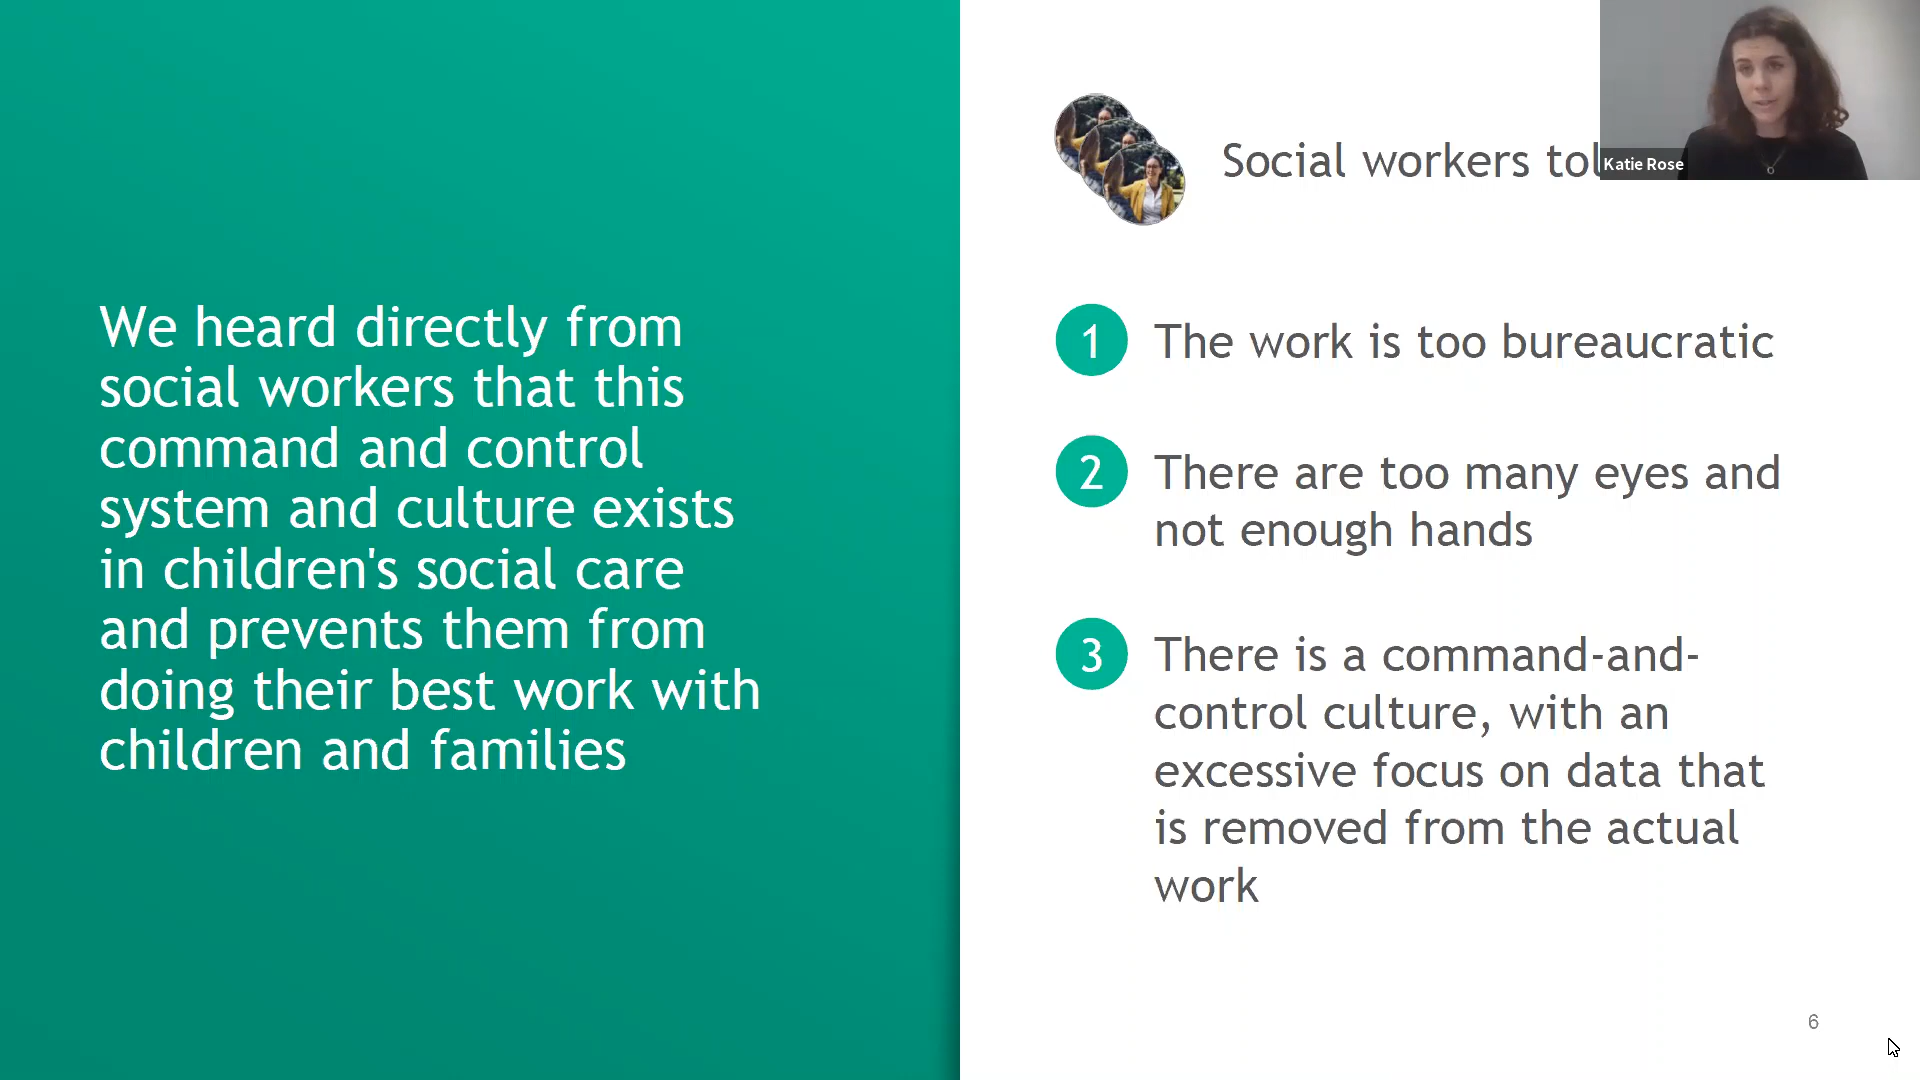 We heard directly from
social workers that this
command and control
system and culture exists
in children's social care
and prevents them from
doing their best work with
children and families
Social workers
Katie Rose
1 The work is too bureaucratic
2 There are too many eyes and
not enough hands
3 There is a command-and-
control culture, with an
excessive focus on data that
is removed from the actual
work
6